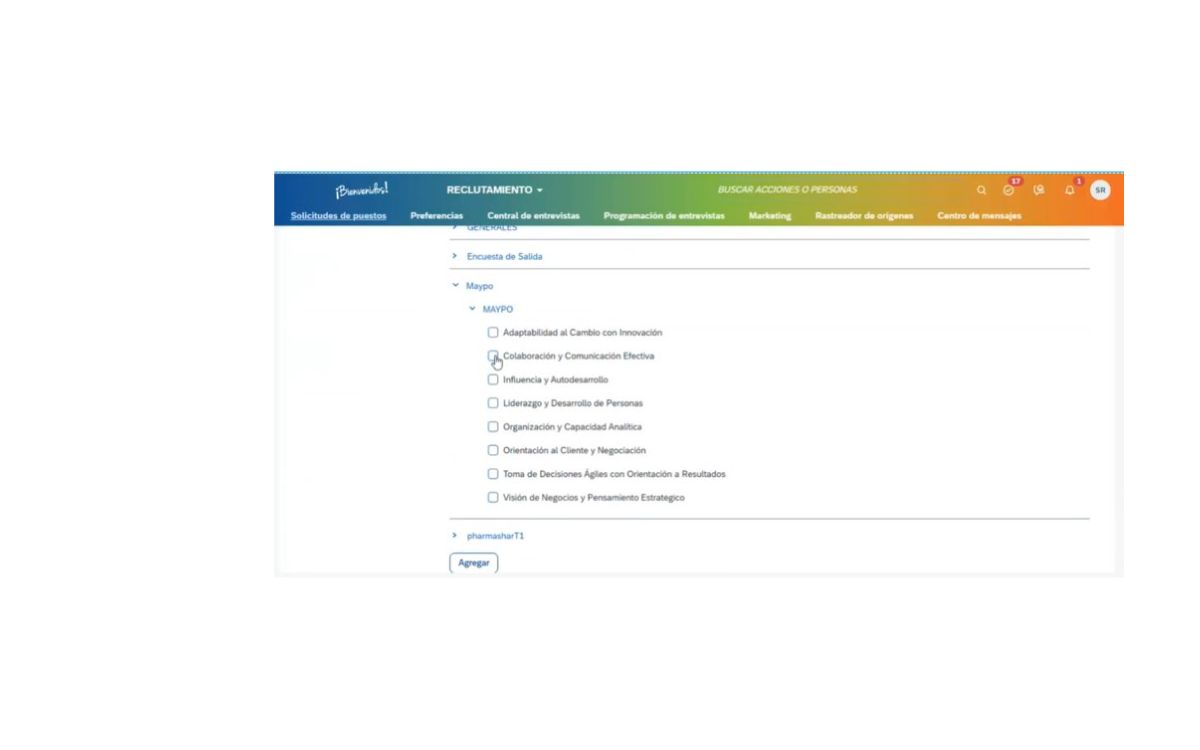 ¡Bienvenidos! RECLUTAMIENTO BUSCAR ACCIONES O PERSONAS 17 1 SR
Solicitudes de puestos Preferencias Central de entrevistas Programación de entrevistas Marketing Rastreador de orígenes Centro de mensajes
GENERALES
Encuesta de Salida
Maypo
MAYPO
Adaptabilidad al Cambio con Innovación
Colaboración y Comunicación Efectiva
Influencia y Autodesarrollo
Liderazgo y Desarrollo de Personas
Organización y Capacidad Analítica
Orientación al Cliente y Negociación
Toma de Decisiones Ágiles con Orientación a Resultados
Visión de Negocios y Pensamiento Estrategico
pharmasharT1
Agregar